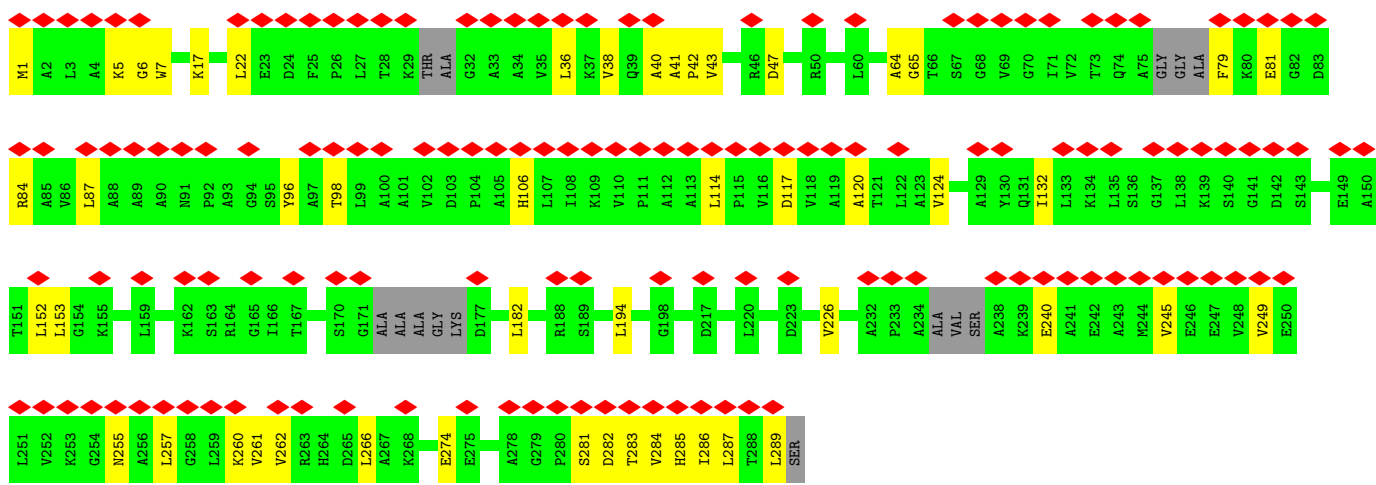 M1 A2 L3 A4 K5 G6 W7 K17 L22 E23 D24 F25 P26 L27 T28 K29 THR ALA G32 A33 A34 V35 L36 K37 V38 Q39 A40 A41 P42 V43 R46 D47 R50 L60 A64 G65 T66 S67 G68 V69 G70 I71 V72 T73 Q74 A75 GLY GLY ALA F79 K80 E81 G82 D83
R84 A85 V86 L87 A88 A89 A90 N91 P92 A93 G94 S95 Y96 A97 T98 L99 A100 A101 V102 D103 P104 A105 H106 L107 I108 K109 V110 P111 A112 A113 L114 P115 V116 D117 V118 A119 A120 T121 L122 A123 V124 A129 Y130 Q131 I132 L133 K134 L135 S136 G137 L138 K139 S140 G141 D142 S143 E149 A150
T151 L152 L153 G154 K155 L159 K162 S163 R164 G165 I166 T167 S170 G171 ALA ALA ALA GLY LYS D177 L182 R188 S189 L194 G198 D217 L220 D223 V226 A232 P233 A234 ALA VAL SER A238 K239 E240 A241 E242 A243 M244 V245 E246 E247 V248 V249 E250
L251 V252 K253 G254 N255 A256 L257 G258 L259 K260 V261 V262 R263 H264 D265 L266 A267 K268 E274 E275 A278 G279 P280 S281 D282 T283 V284 H285 I286 L287 T288 L289 SER